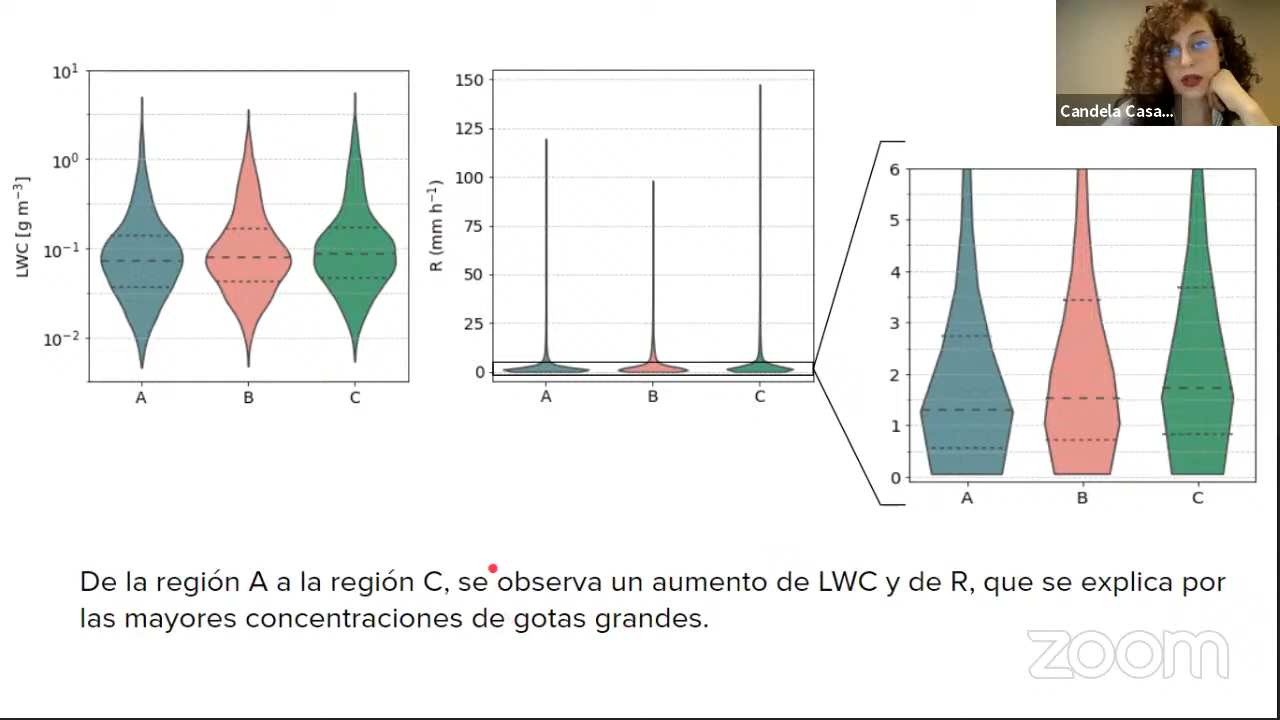 Candela Casa...
10¹
10⁰
10⁻¹
10⁻²
LWC [g m⁻³]
A B C
150
125
100
75
50
25
0
R (mm h⁻¹)
A B C
6
5
4
3
2
1
0
A B C
De la región A a la región C, se observa un aumento de LWC y de R, que se explica por
las mayores concentraciones de gotas grandes.
zoom